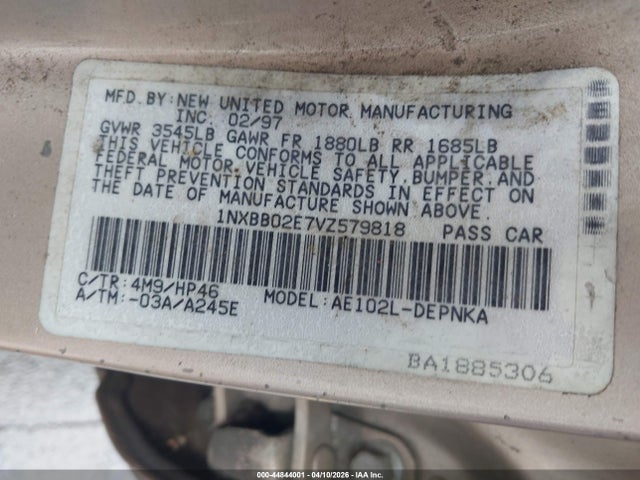 MFD. BY: NEW UNITED MOTOR MANUFACTURING
INC. 02/97
GVWR 3545LB GAWR FR 1880LB RR 1685LB
THIS VEHICLE CONFORMS TO ALL APPLICABLE
FEDERAL MOTOR VEHICLE SAFETY, BUMPER, AND
THEFT PREVENTION STANDARDS IN EFFECT ON
THE DATE OF MANUFACTURE SHOWN ABOVE.
1NXBB02E7VZ579818 PASS CAR
C/TR: 4M9/HP46
A/TM: -03A/A245E MODEL: AE102L-DEPNKA
BA1885306
000-44844001 - 04/10/2026 - IAA Inc.